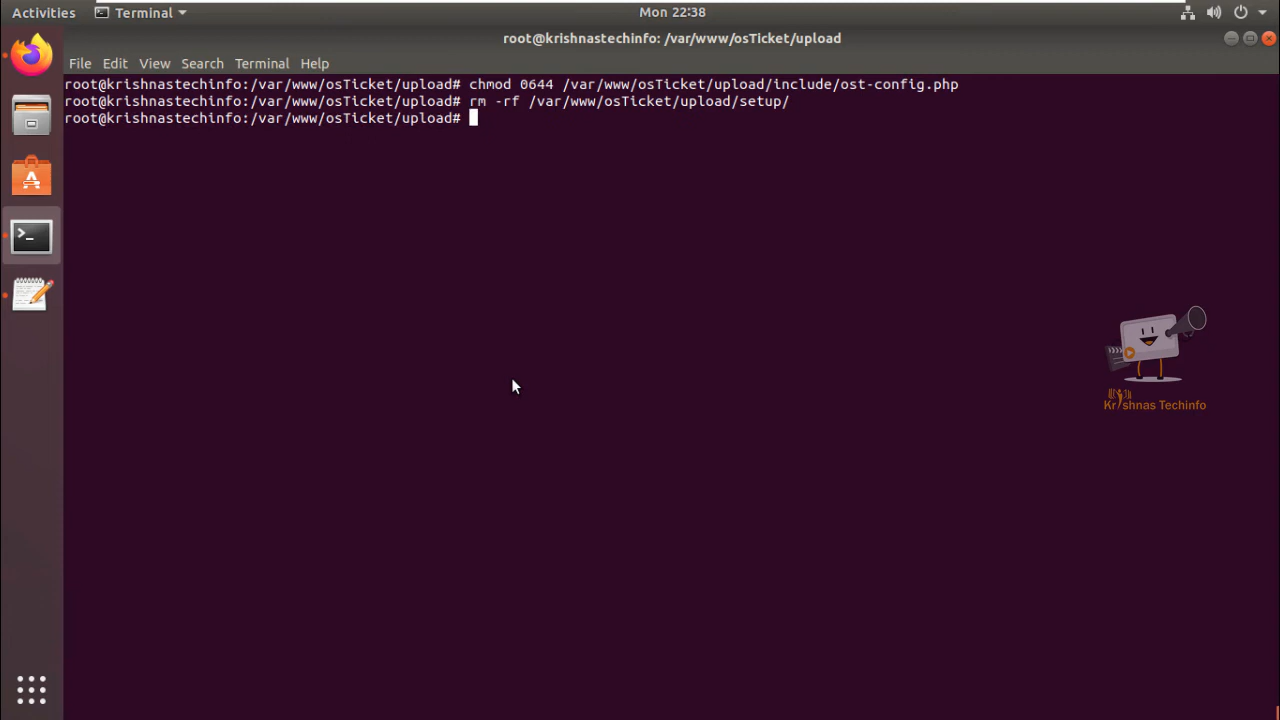 Activities Terminal Mon 22:38
root@krishnastechinfo: /var/www/osTicket/upload
File Edit View Search Terminal Help
root@krishnastechinfo:/var/www/osTicket/upload# chmod 0644 /var/www/osTicket/upload/include/ost-config.php
root@krishnastechinfo:/var/www/osTicket/upload# rm -rf /var/www/osTicket/upload/setup/
root@krishnastechinfo:/var/www/osTicket/upload#
Krishnas Techinfo